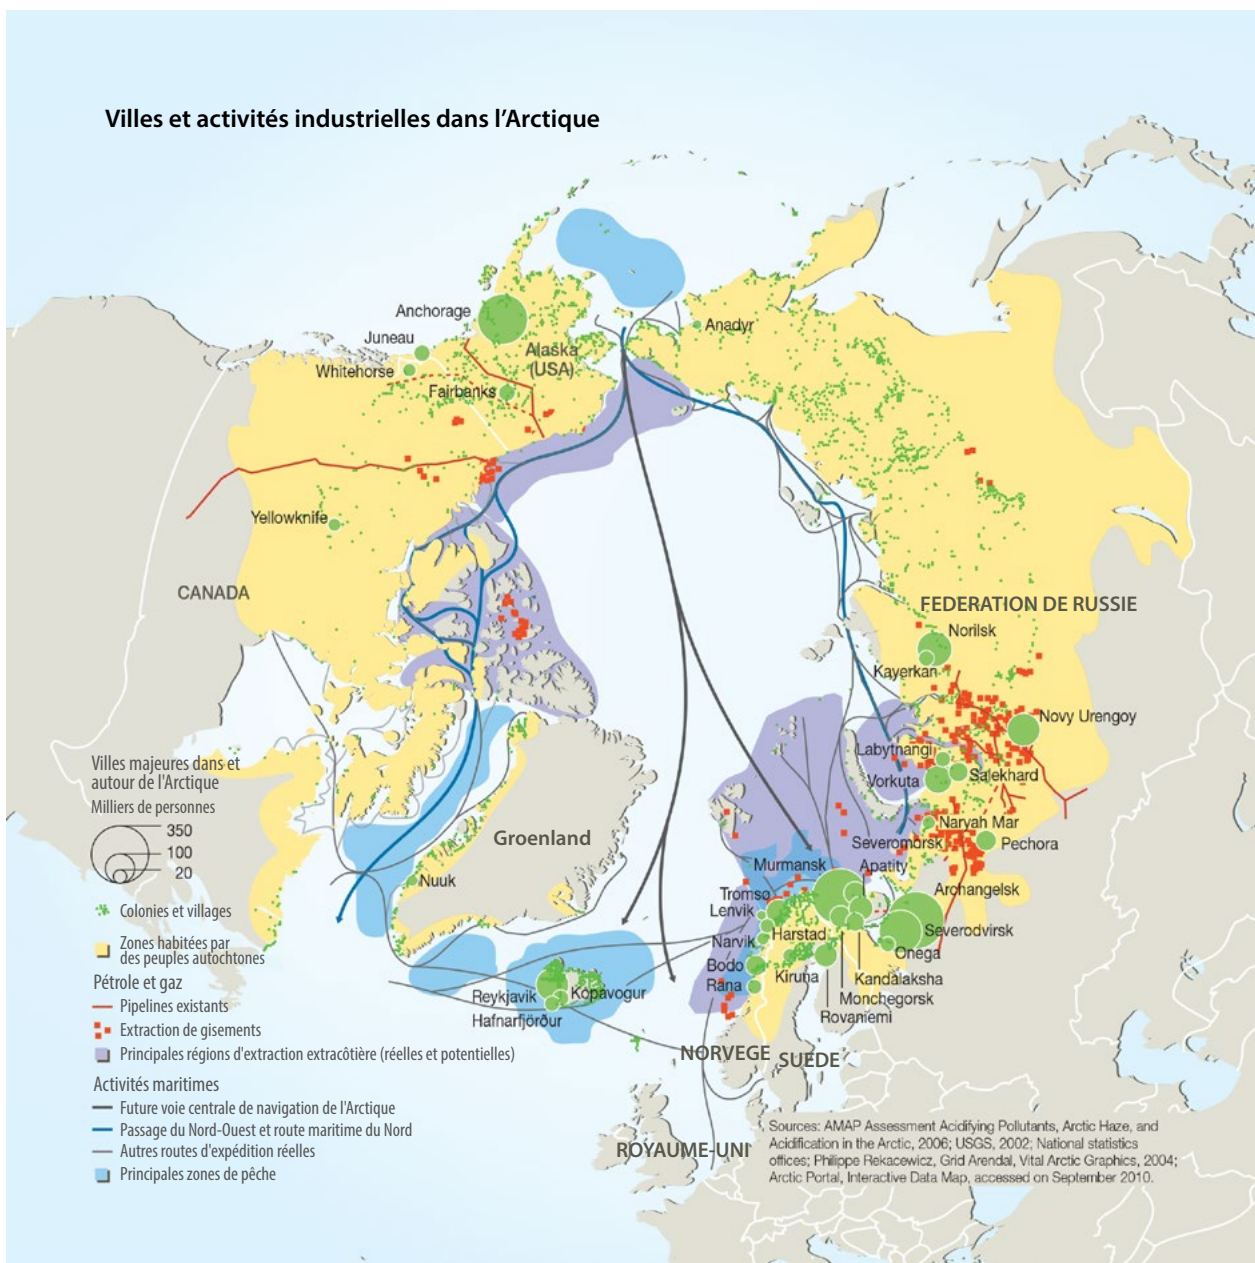 Villes et activités industrielles dans l'Arctique
Anchorage
Juneau
Whitehorse
Alaska
(USA)
Fairbanks
Anadyr
Yellowknife
CANADA
FEDERATION DE RUSSIE
Norilsk
Kayerkan
Novy Urengoy
Labytnangi
Salekhard
Vorkuta
Naryah Mar
Severomorsk
Pechora
Murmansk
Apatity
Archangelsk
Tromsø
Lenvik
Harstad
Severodvirsk
Narvik
Onega
Bodo
Kiruna
Kandalaksha
Rana
Monchegorsk
Rovaniemi
Groenland
Nuuk
Reykjavik
Kópavogur
Hafnarfjörður
NORVEGE
SUEDE
ROYAUME-UNI
Villes majeures dans et
autour de l'Arctique
Milliers de personnes
350
100
20
Colonies et villages
Zones habitées par
des peuples autochtones
Pétrole et gaz
Pipelines existants
Extraction de gisements
Principales régions d'extraction extracôtière (réelles et potentielles)
Activités maritimes
Future voie centrale de navigation de l'Arctique
Passage du Nord-Ouest et route maritime du Nord
Autres routes d'expédition réelles
Principales zones de pêche
Sources: AMAP Assessment Acidifying Pollutants, Arctic Haze, and
Acidification in the Arctic, 2006; USGS, 2002; National statistics
offices; Philippe Rekacewicz, Grid Arendal, Vital Arctic Graphics, 2004;
Arctic Portal, Interactive Data Map, accessed on September 2010.